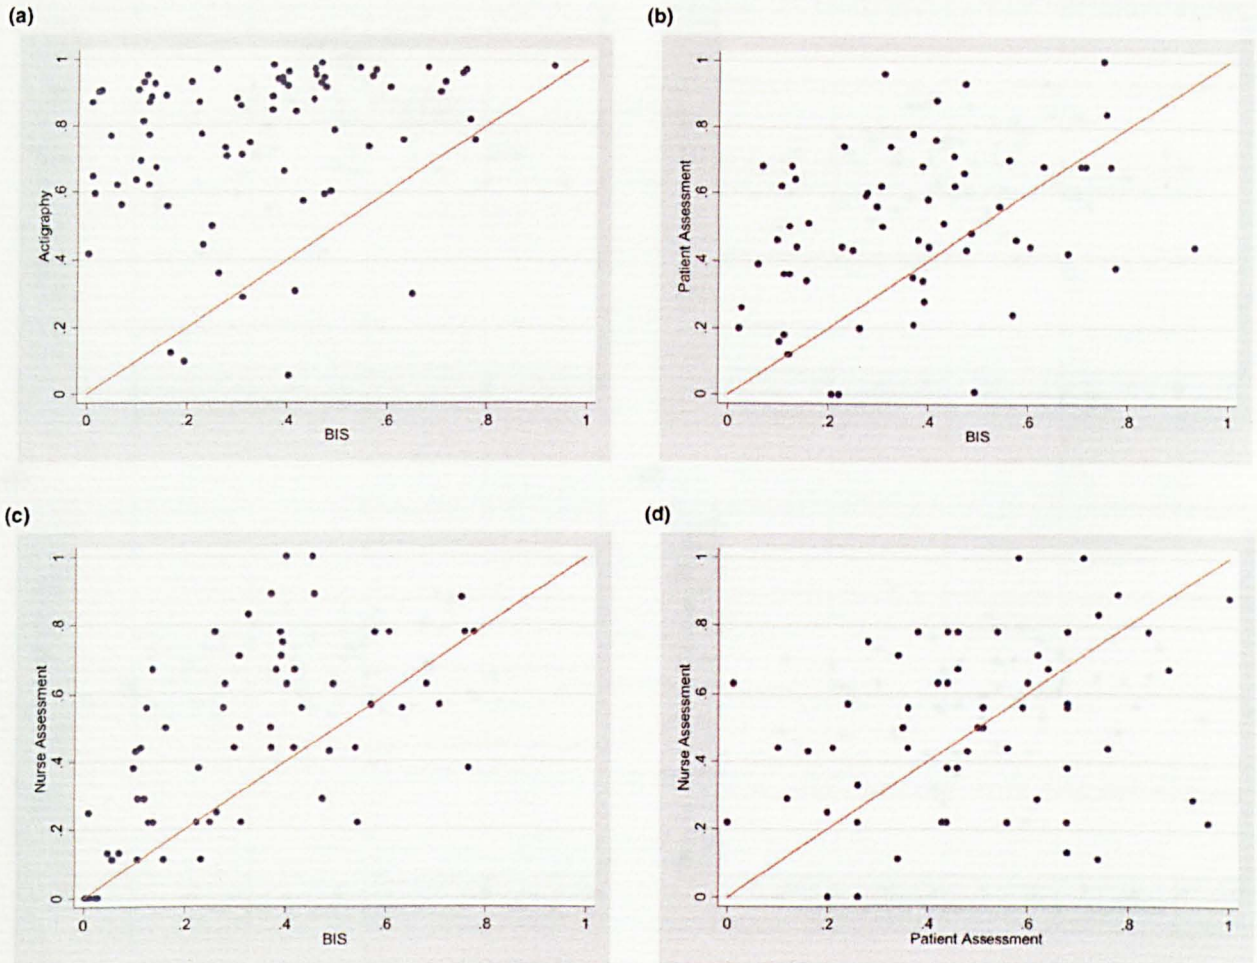 (a)
1
.8
.6
.4
.2
0
Actigraphy
0 .2 .4 .6 .8 1
BIS
(b)
1
.8
.6
.4
.2
0
Patient Assessment
0 .2 .4 .6 .8 1
BIS
(c)
1
.8
.6
.4
.2
0
Nurse Assessment
0 .2 .4 .6 .8 1
BIS
(d)
1
.8
.6
.4
.2
0
Nurse Assessment
0 .2 .4 .6 .8 1
Patient Assessment